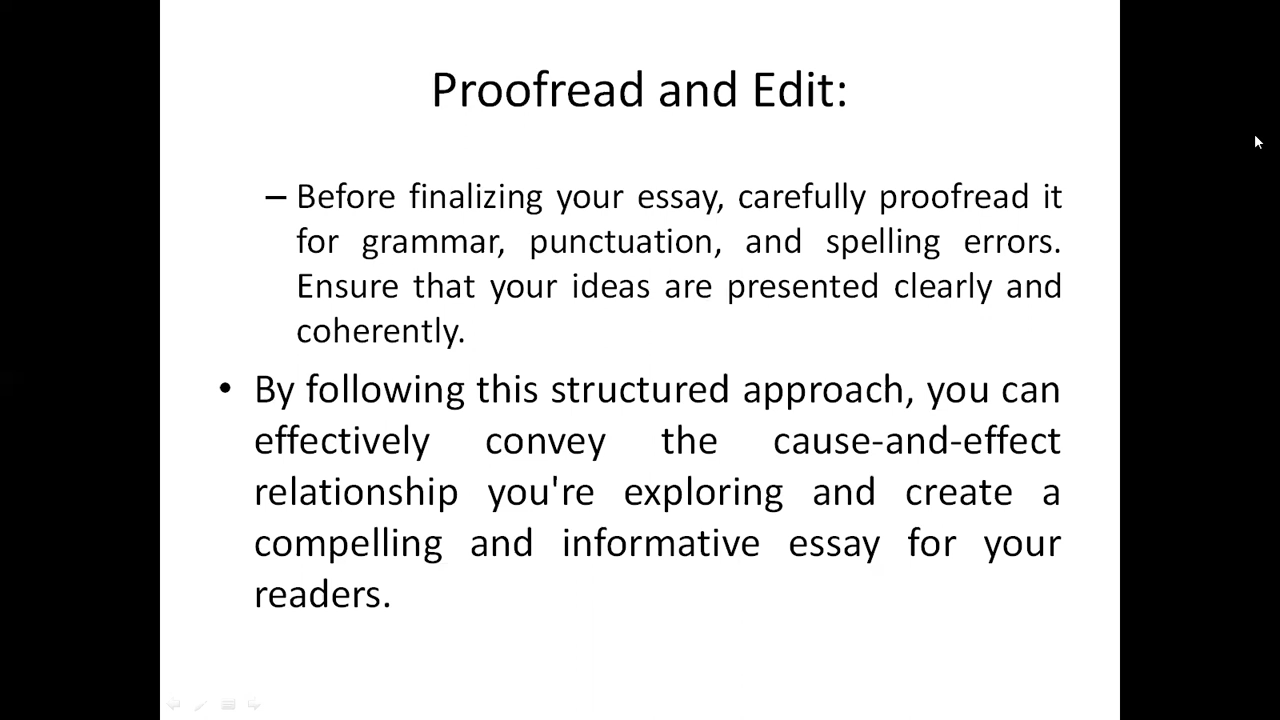 Proofread and Edit:
– Before finalizing your essay, carefully proofread it
for grammar, punctuation, and spelling errors.
Ensure that your ideas are presented clearly and
coherently.
• By following this structured approach, you can
effectively convey the cause-and-effect
relationship you're exploring and create a
compelling and informative essay for your
readers.